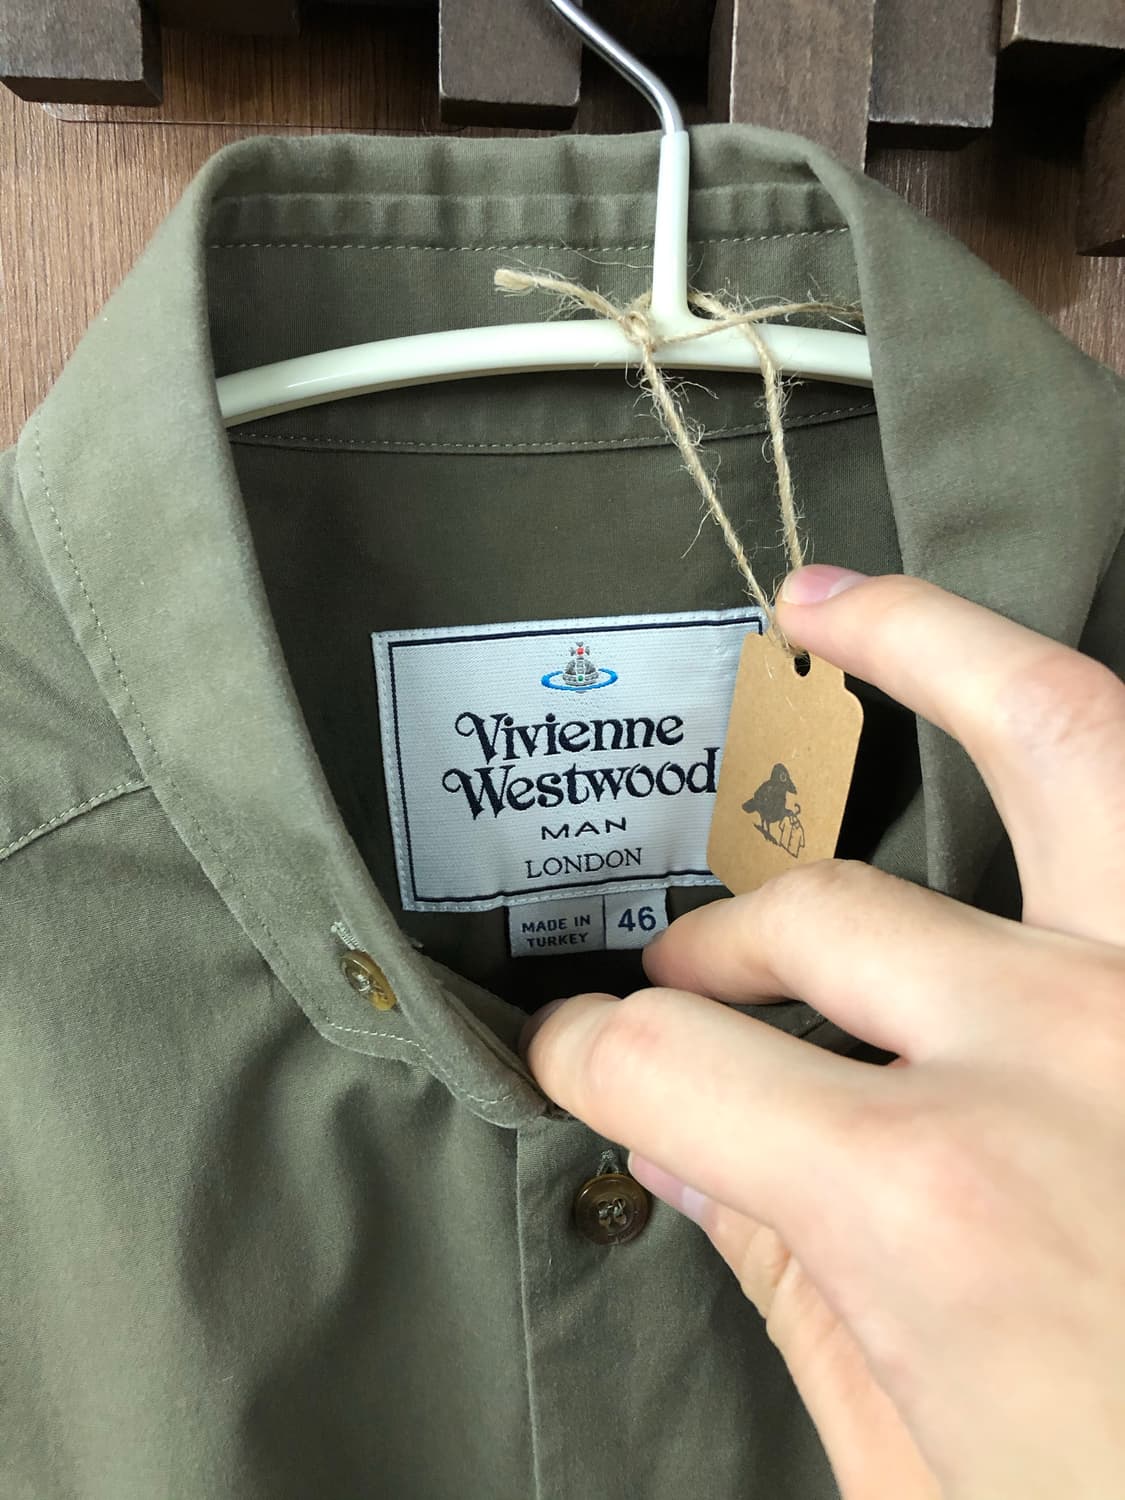 Vivienne
Westwood
MAN
LONDON
MADE IN
TURKEY
46